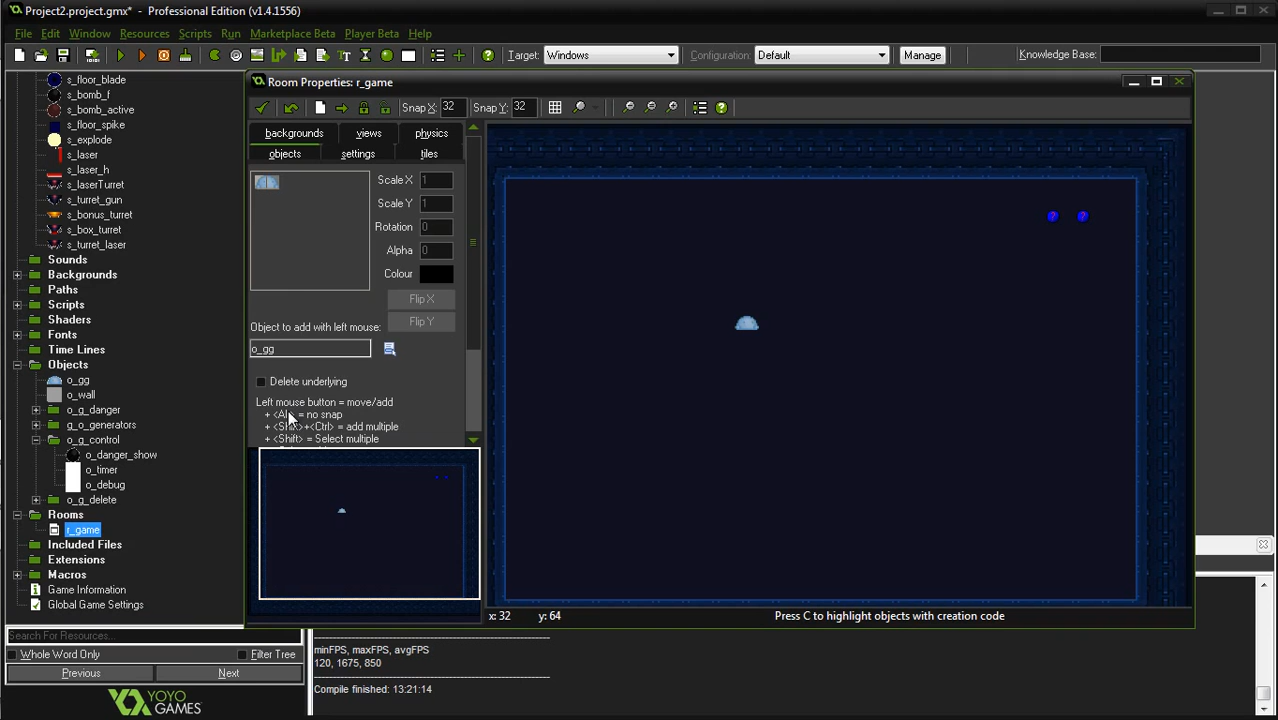 Project2.project.gmx* - Professional Edition (v1.4.1556)
File Edit Window Resources Scripts Run Marketplace Beta Player Beta Help
Target: Windows Configuration: Default Manage Knowledge Base:
s_floor_blade
s_bomb_f
s_bomb_active
s_floor_spike
s_explode
s_laser
s_laser_h
s_laserTurret
s_turret_gun
s_bonus_turret
s_box_turret
s_turret_laser
Sounds
Backgrounds
Paths
Scripts
Shaders
Fonts
Time Lines
Objects
o_gg
o_wall
o_g_danger
g_o_generators
o_g_control
o_danger_show
o_timer
o_debug
o_g_delete
Rooms
r_game
Included Files
Extensions
Macros
Game Information
Global Game Settings
Search For Resources...
Whole Word Only Filter Tree
Previous Next
YOYO
GAMES
Room Properties: r_game
Snap X: 32 Snap Y: 32
backgrounds views physics
objects settings tiles
Scale X 1
Scale Y 1
Rotation 0
Alpha 0
Colour
Flip X
Flip Y
Object to add with left mouse:
o_gg
Delete underlying
Left mouse button = move/add
= no snap
+Ctrl> = add multiple
+ <Shift> = Select multiple
? ?
x: 32 y: 64 Press C to highlight objects with creation code
minFPS, maxFPS, avgFPS
120, 1675, 850
Compile finished: 13:21:14